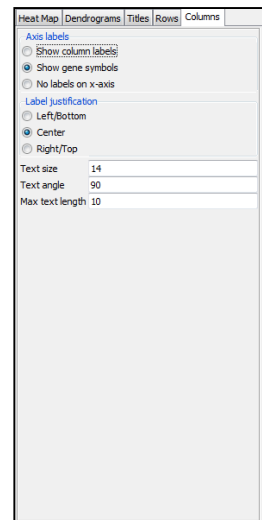 Heat Map Dendrograms Titles Rows Columns
Axis labels
Show column labels
Show gene symbols
No labels on x-axis
Label justification
Left/Bottom
Center
Right/Top
Text size 14
Text angle 90
Max text length 10